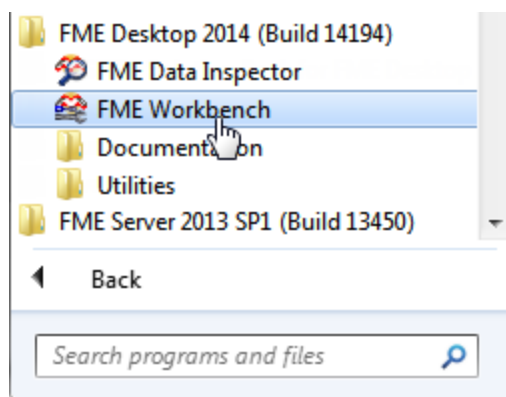 FME Desktop 2014 (Build 14194)
FME Data Inspector
FME Workbench
Documentation
Utilities
FME Server 2013 SP1 (Build 13450)
Back
Search programs and files